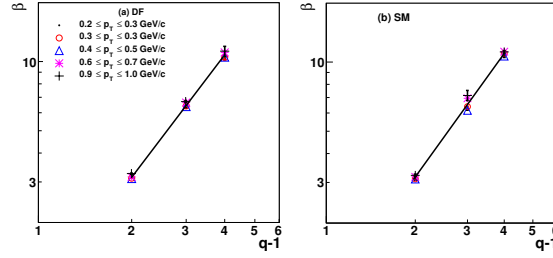 β
(a) DF
0.2 ≤ p_T ≤ 0.3 GeV/c
0.3 ≤ p_T ≤ 0.3 GeV/c
0.4 ≤ p_T ≤ 0.5 GeV/c
0.6 ≤ p_T ≤ 0.7 GeV/c
0.9 ≤ p_T ≤ 1.0 GeV/c
10
3
1 2 3 4 5 6
q-1
β
(b) SM
10
3
1 2 3 4 5 6
q-1